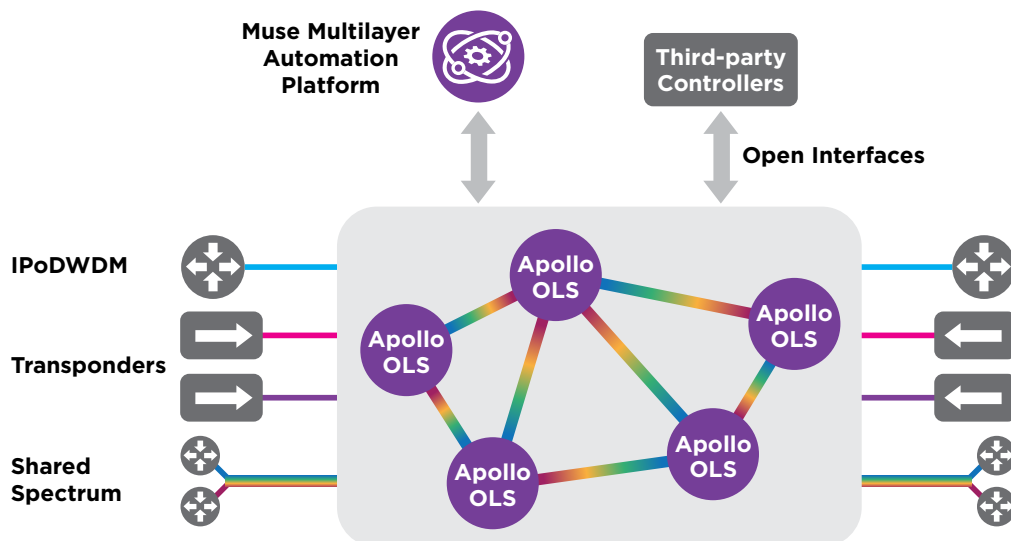 Muse Multilayer
Automation
Platform
Third-party
Controllers
Open Interfaces
IPoDWDM
Transponders
Shared
Spectrum
Apollo
OLS
Apollo
OLS
Apollo
OLS
Apollo
OLS
Apollo
OLS